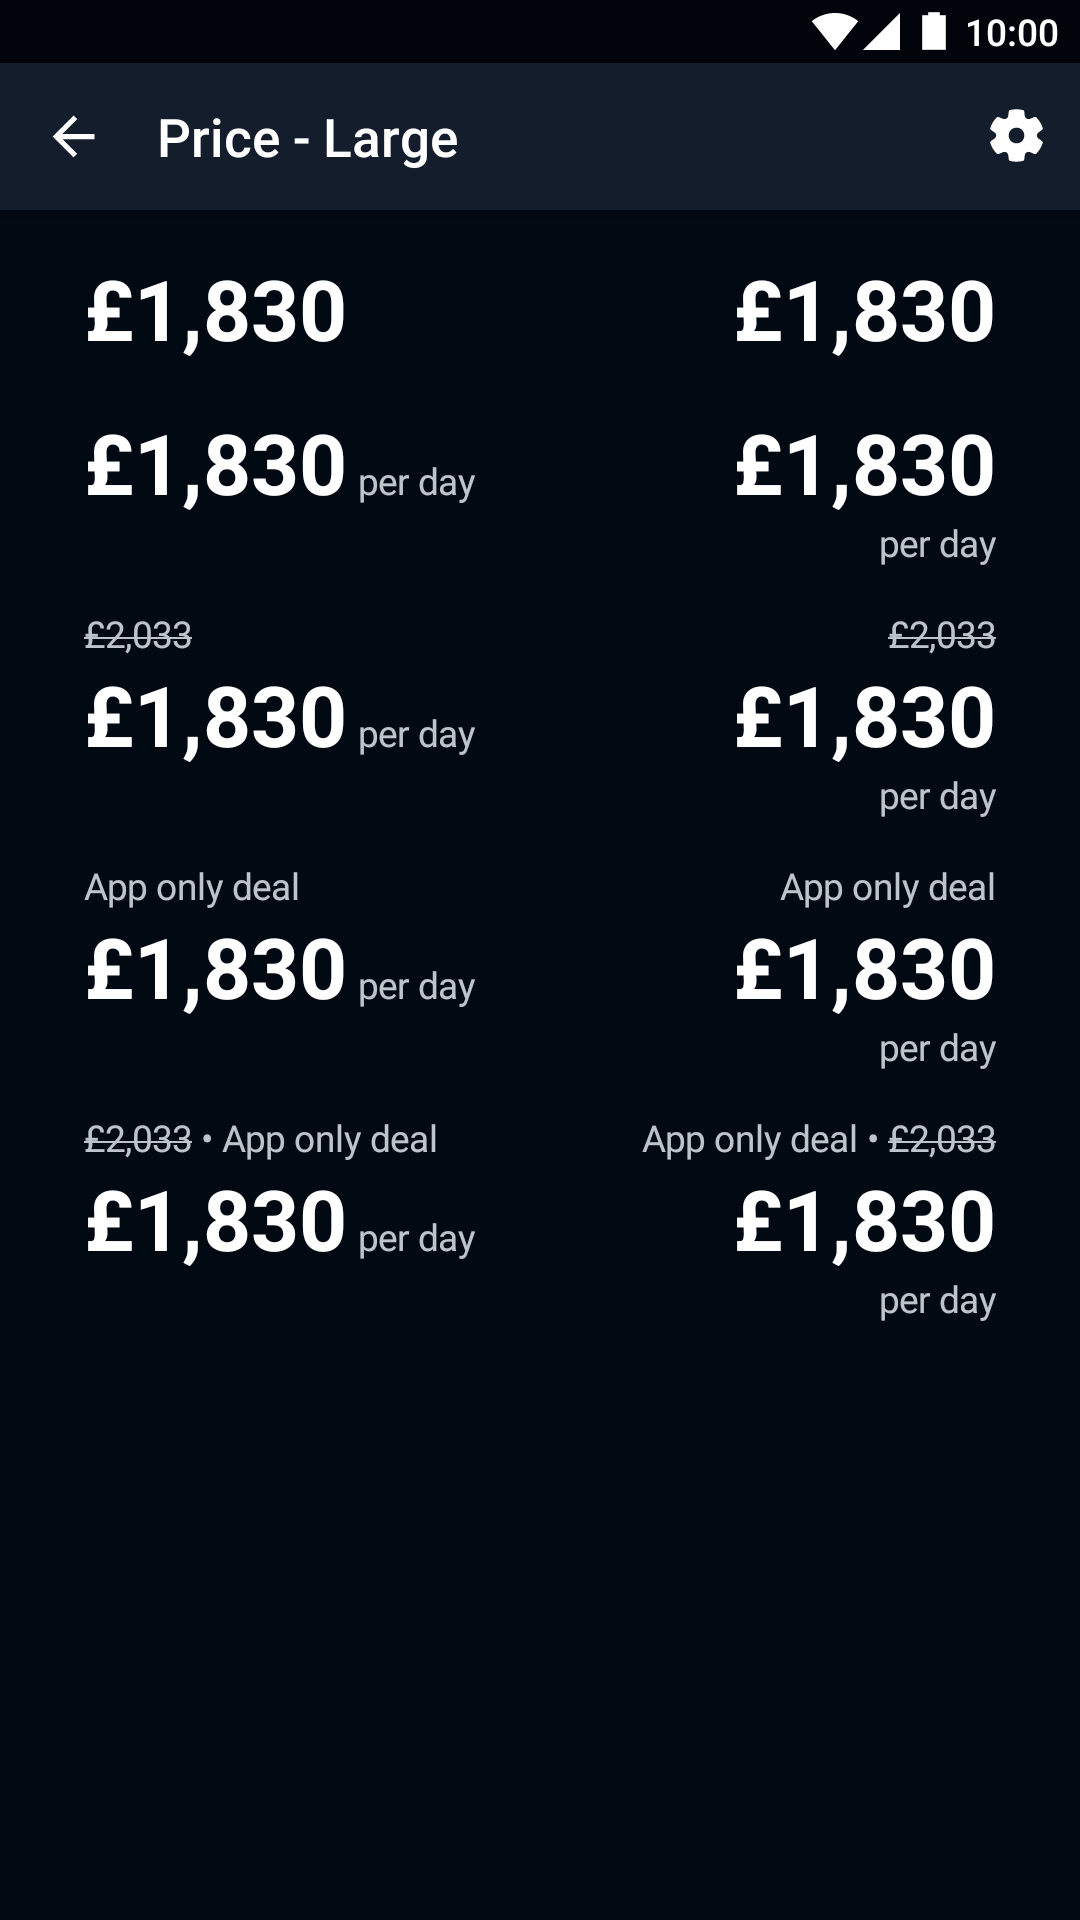 10:00
Price - Large
£1,830 £1,830
£1,830 per day £1,830
per day
£2,033 £2,033
£1,830 per day £1,830
per day
App only deal App only deal
£1,830 per day £1,830
per day
£2,033 • App only deal App only deal • £2,033
£1,830 per day £1,830
per day